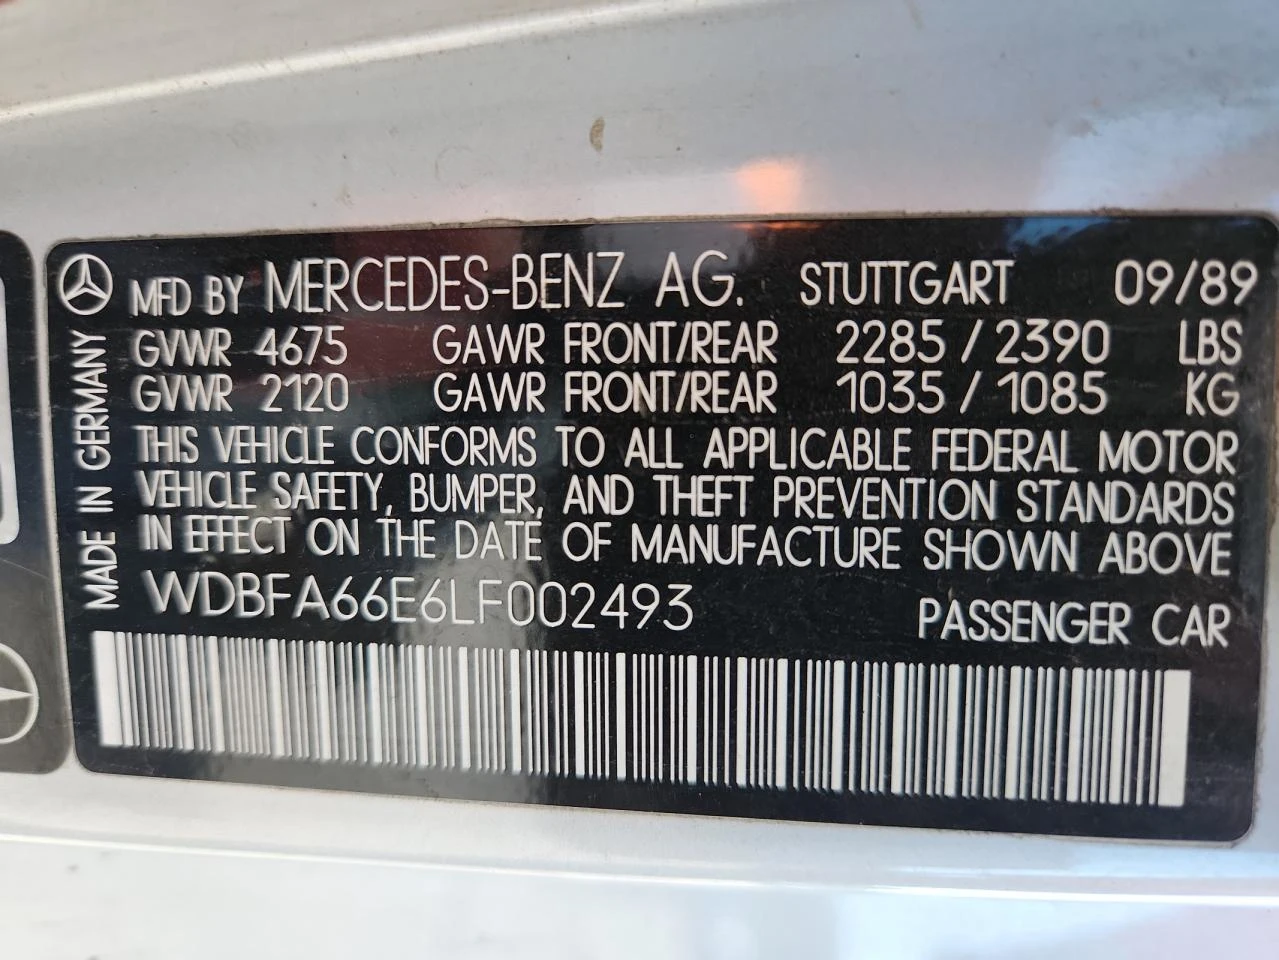 MFD BY MERCEDES-BENZ AG. STUTTGART 09/89
GVWR 4675 GAWR FRONT/REAR 2285 / 2390 LBS
GVWR 2120 GAWR FRONT/REAR 1035 / 1085 KG
THIS VEHICLE CONFORMS TO ALL APPLICABLE FEDERAL MOTOR
VEHICLE SAFETY, BUMPER, AND THEFT PREVENTION STANDARDS
IN EFFECT ON THE DATE OF MANUFACTURE SHOWN ABOVE
WDBFA66E6LF002493 PASSENGER CAR
MADE IN GERMANY